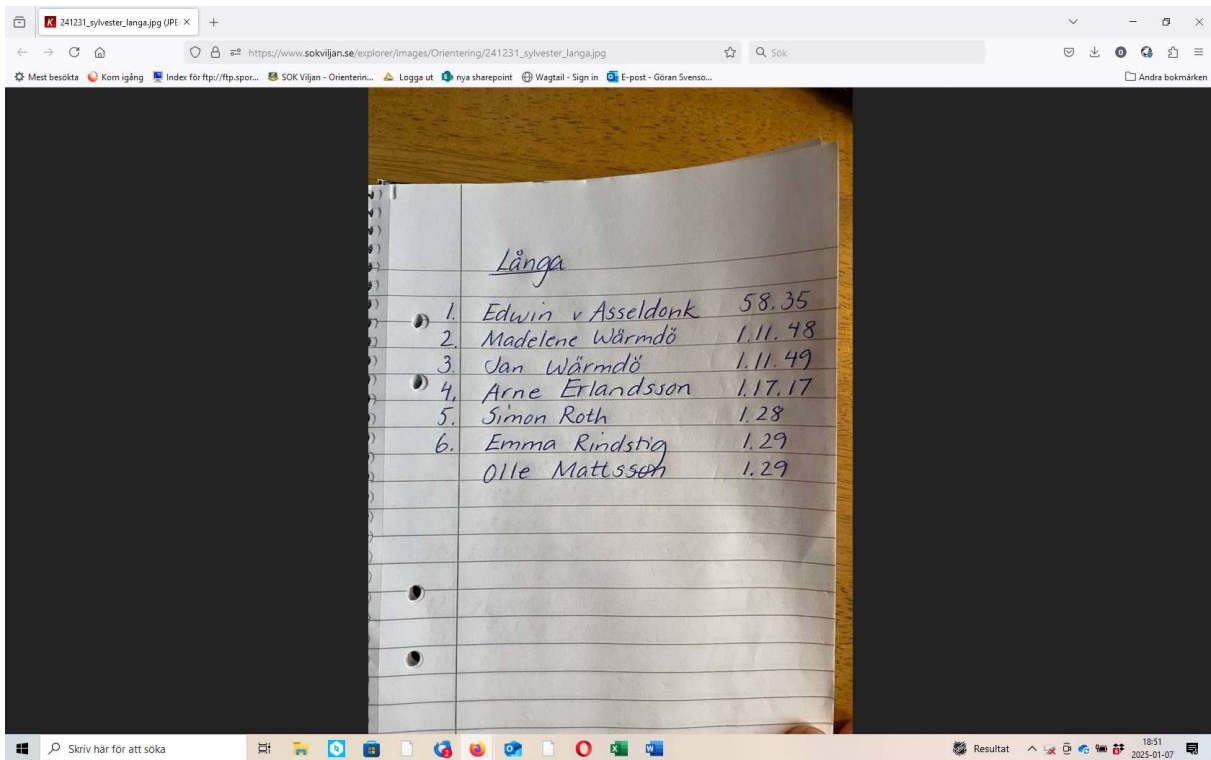 241231_sylvester_langa.jpg (JPE
https://www.sokviljan.se/explorer/images/Orientering/241231_sylvester_langa.jpg
Sök
Mest besökta Kom igång Index för ftp://ftp.spor... SOK Viljan - Orienterin... Logga ut nya sharepoint Wagtail - Sign in E-post - Göran Svenso... Andra bokmärken
Långa
1. Edwin v Asseldonk 58.35
2. Madelene Wärmdö 1.11.48
3. Jan Wärmdö 1.11.49
4. Arne Erlandsson 1.17.17
5. Simon Roth 1.28
6. Emma Rindstig 1.29
Olle Mattsson 1.29
Skriv här för att söka
Resultat
18:51
2025-01-07